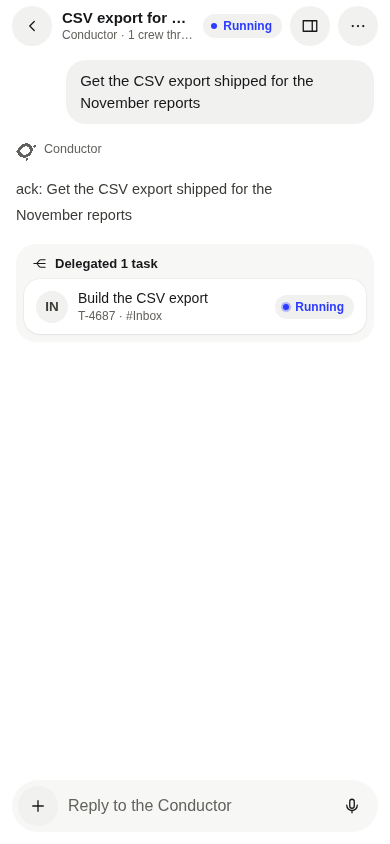 CSV export for …
Conductor · 1 crew thr…
Running
Get the CSV export shipped for the
November reports
Conductor
ack: Get the CSV export shipped for the
November reports
Delegated 1 task
IN
Build the CSV export
T-4687 · #Inbox
Running
Reply to the Conductor